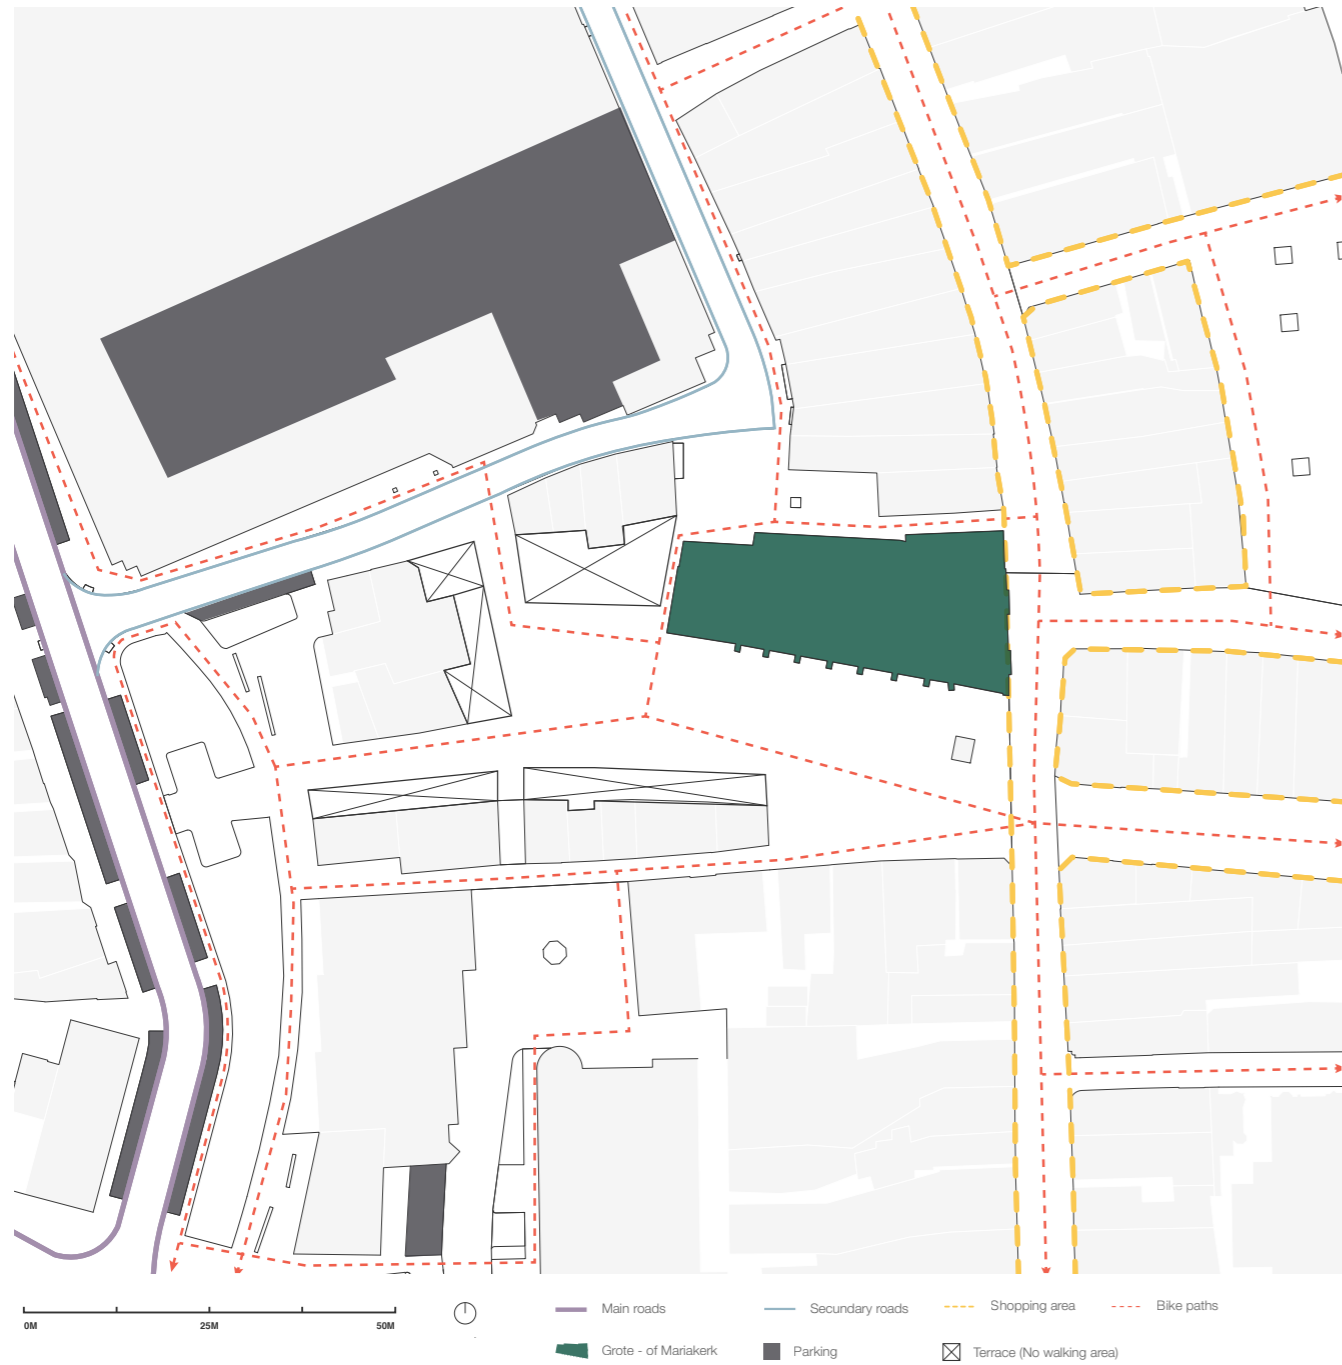 Main roads
Secundary roads
Shopping area
Bike paths
0M
25M
50M
Grote - of Mariakerk
Parking
Terrace (No walking area)